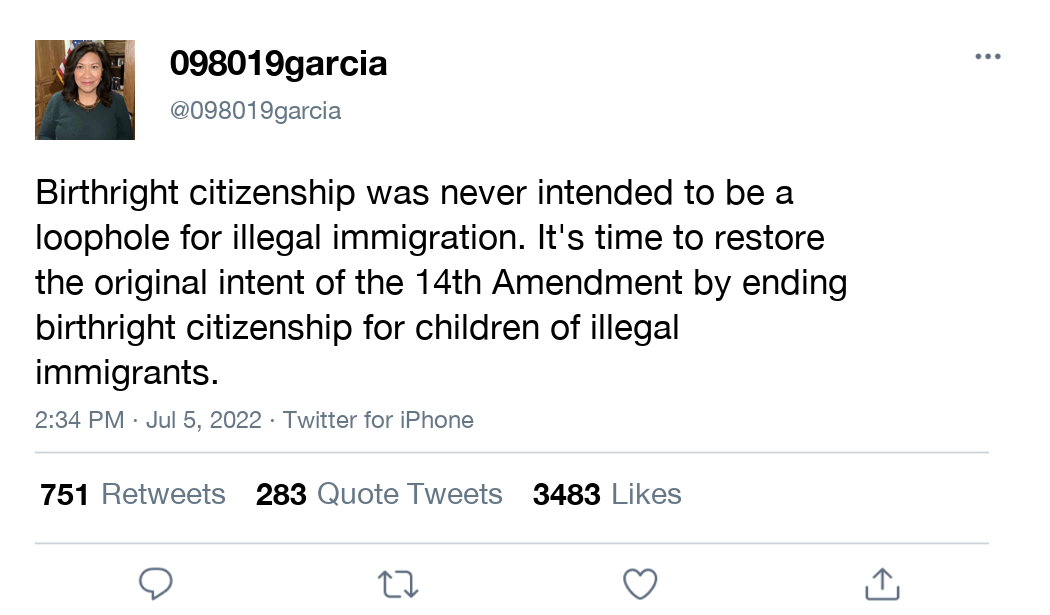 098019garcia
@098019garcia
Birthright citizenship was never intended to be a
loophole for illegal immigration. It's time to restore
the original intent of the 14th Amendment by ending
birthright citizenship for children of illegal
immigrants.
2:34 PM · Jul 5, 2022 · Twitter for iPhone
751 Retweets 283 Quote Tweets 3483 Likes